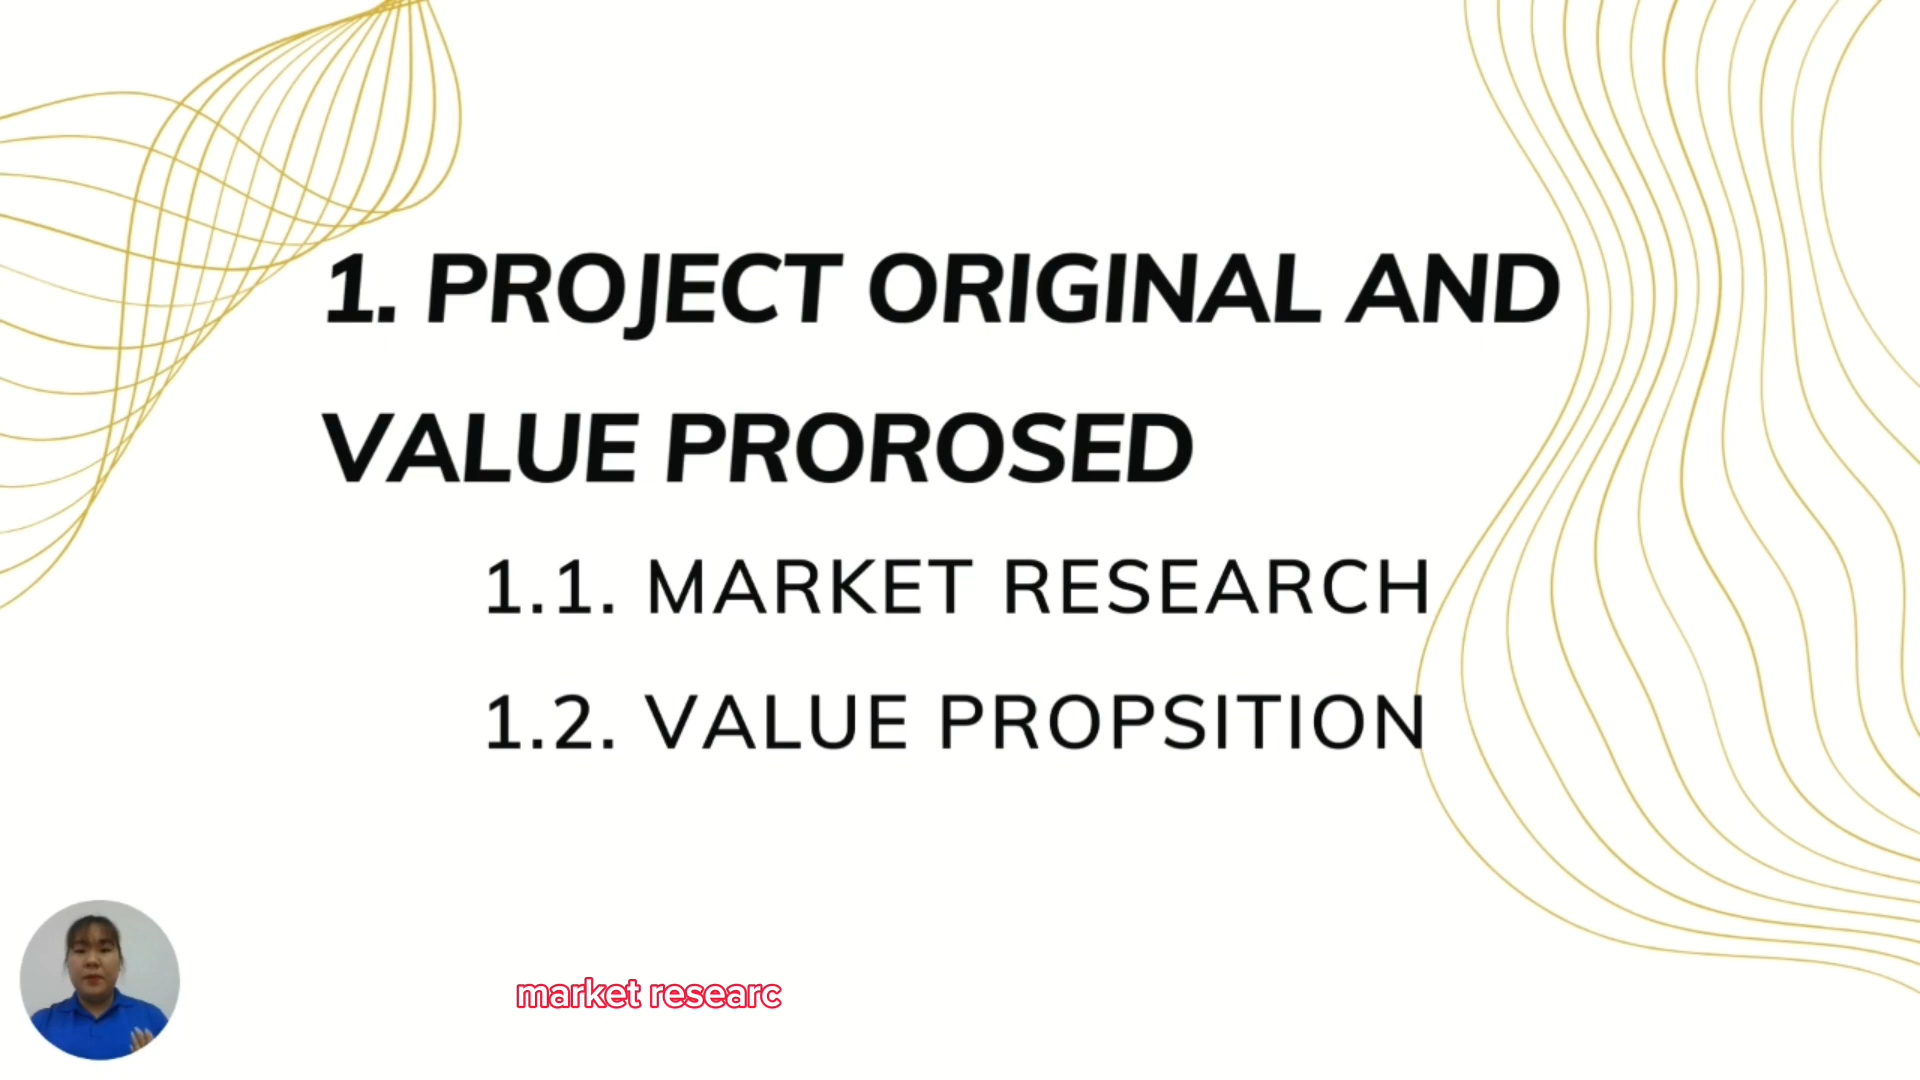 1. PROJECT ORIGINAL AND
VALUE PROROSED
1.1. MARKET RESEARCH
1.2. VALUE PROPSITION
market researc